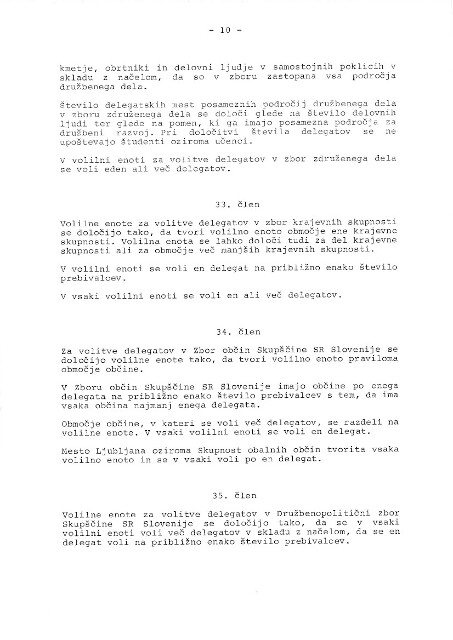 - 10 -
kmetje, obrtniki in delovni ljudje v samostojnih poklicih v
skladu z načelom, da so v zboru zastopana vsa področja
družbenega dela.
Število delegatskih mest posameznih področij družbenega dela
v zboru združenega dela se določi glede na število delovnih
ljudi ter glede na pomen, ki ga imajo posamezna področja za
družbeni razvoj. Pri določitvi števila delegatov se ne
upoštevajo študenti oziroma učenci.
V volilni enoti za volitve delegatov v zbor združenega dela
se voli eden ali več delegatov.
33. člen
Volilne enote za volitve delegatov v zbor krajevnih skupnosti
se določijo tako, da tvori volilno enoto območje ene krajevne
skupnosti. Volilna enota se lahko določi tudi za del krajevne
skupnosti ali za območje več manjših krajevnih skupnosti.
V volilni enoti se voli en delegat na približno enako število
prebivalcev.
V vsaki volilni enoti se voli en ali več delegatov.
34. člen
Za volitve delegatov v Zbor občin Skupščine SR Slovenije se
določijo volilne enote tako, da tvori volilno enoto praviloma
območje občine.
V Zboru občin Skupščine SR Slovenije imajo občine po enega
delegata na približno enako število prebivalcev s tem, da ima
vsaka občina najmanj enega delegata.
Območje občine, v kateri se voli več delegatov, se razdeli na
volilne enote. V vsaki volilni enoti se voli en delegat.
Mesto Ljubljana oziroma Skupnost obalnih občin tvorita vsaka
volilno enoto in se v vsaki voli po en delegat.
35. člen
Volilne enote za volitve delegatov v Družbenopolitični zbor
Skupščine SR Slovenije se določijo tako, da se v vsaki
volilni enoti voli več delegatov v skladu z načelom, da se en
delegat voli na približno enako število prebivalcev.